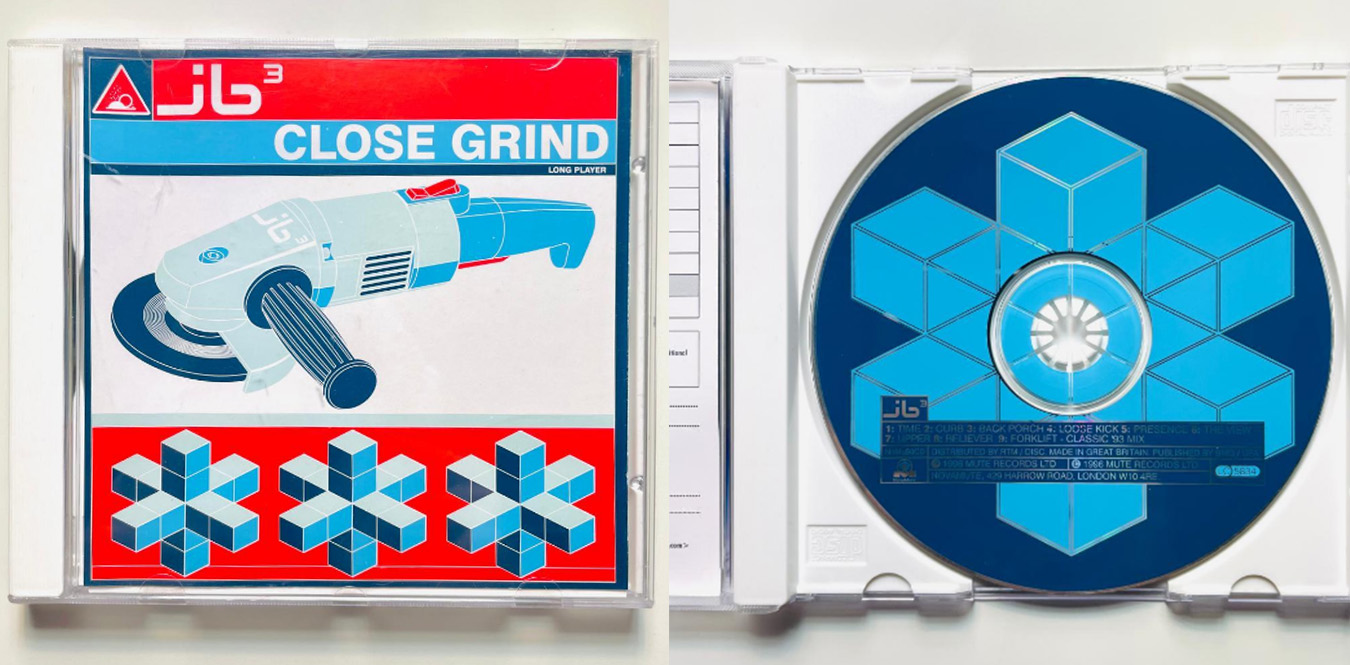 jb³
CLOSE GRIND
LONG PLAYER
jb³
jb³
1: TIME 2: CURB 3: BACK PORCH 4: LOOSE KICK 5: PRESENCE 6: THE
7: UPPER 8: RELIEVER 9: FORKLIFT - CLASSIC '93 MIX
DISTRIBUTED BY RTM / DISC. MADE IN GREAT BRITAIN. PUBLISHED BY
℗ 1996 MUTE RECORDS LTD © 1996 MUTE RECORDS LTD
NOVAMUTE, 429 HARROW ROAD, LONDON W10 4RE